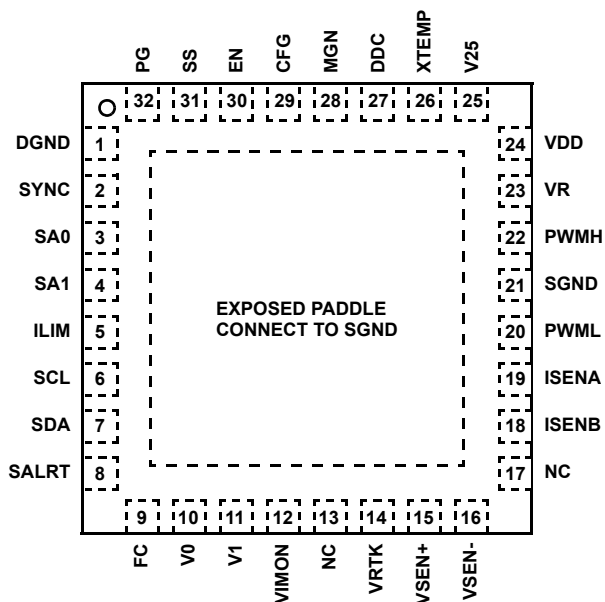 PG SS EN CFG MGN DDC XTEMP V25
32 31 30 29 28 27 26 25
DGND 1 24 VDD
SYNC 2 23 VR
SA0 3 22 PWMH
SA1 4 21 SGND
EXPOSED PADDLE
CONNECT TO SGND
ILIM 5 20 PWML
SCL 6 19 ISENA
SDA 7 18 ISENB
SALRT 8 17 NC
9 10 11 12 13 14 15 16
FC V0 V1 VIMON NC VRTK VSEN+ VSEN-